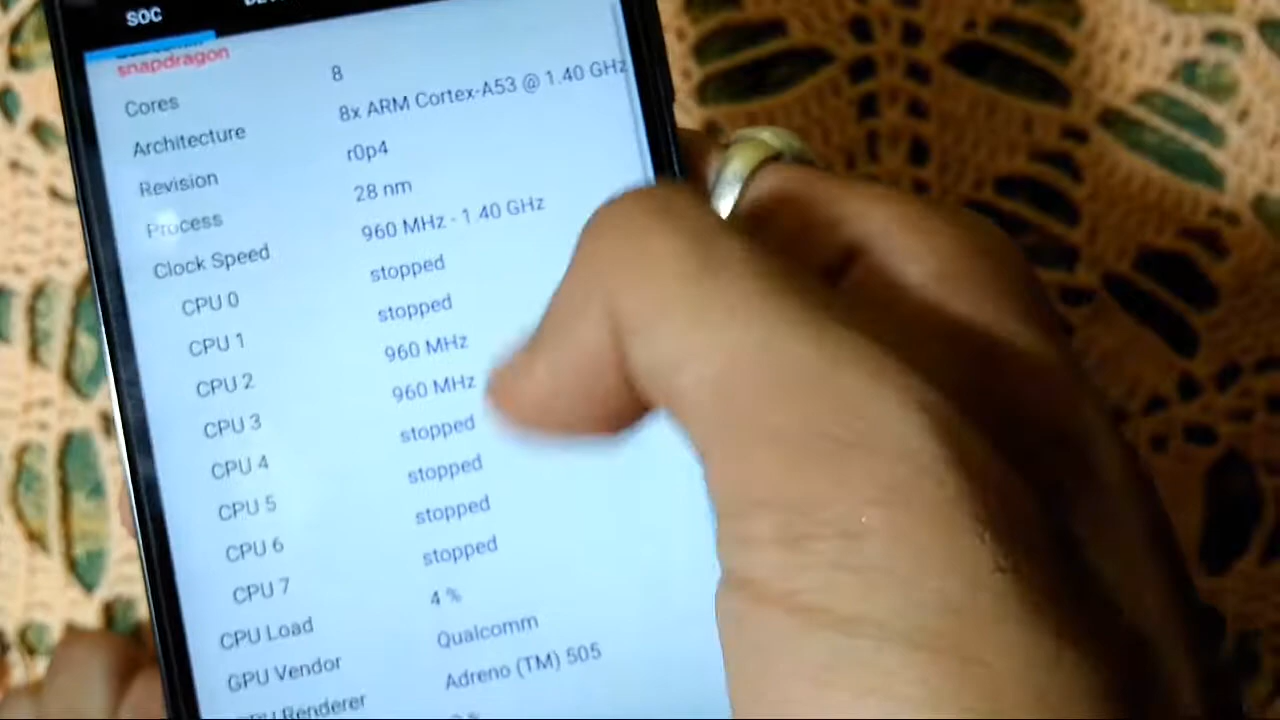 SOC
snapdragon
Cores 8
Architecture 8x ARM Cortex-A53 @ 1.40 GHz
Revision r0p4
Process 28 nm
Clock Speed 960 MHz - 1.40 GHz
CPU 0 stopped
CPU 1 stopped
CPU 2 960 MHz
CPU 3 960 MHz
CPU 4 stopped
CPU 5 stopped
CPU 6 stopped
CPU 7 stopped
CPU Load 4 %
GPU Vendor Qualcomm
GPU Renderer Adreno (TM) 505